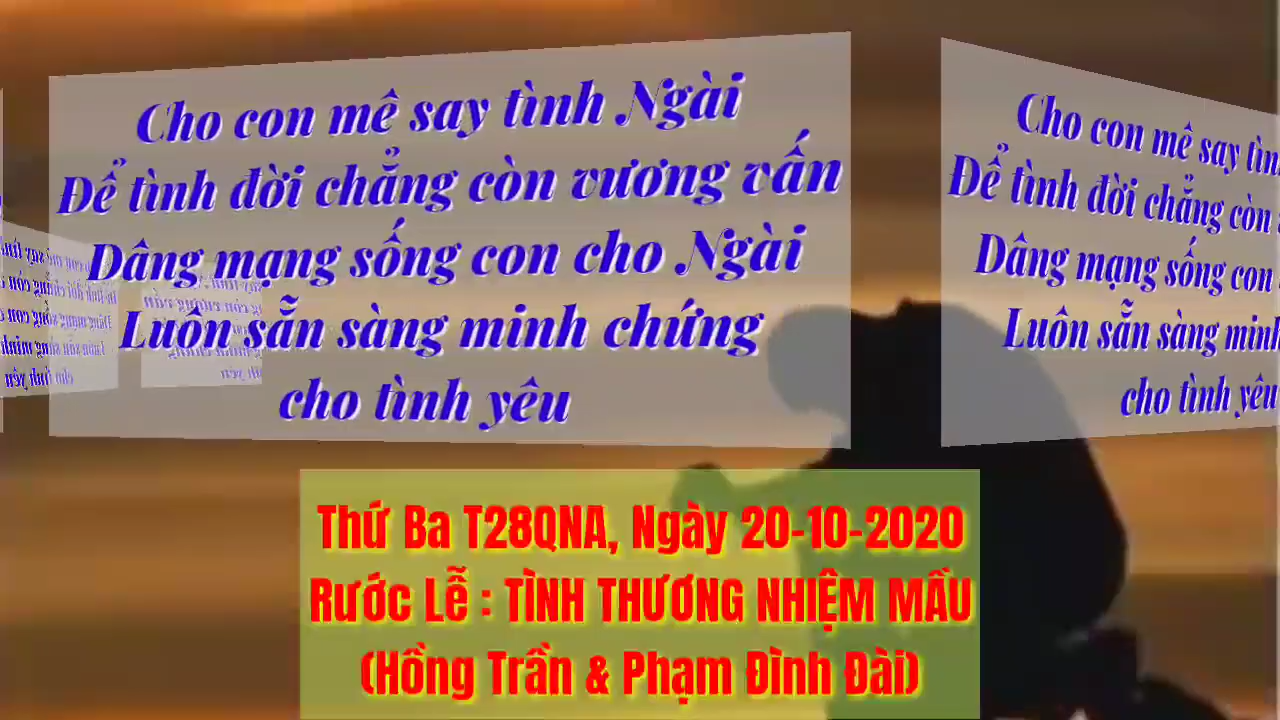 Cho con mê say tình Ngài
Để tình đời chẳng còn vương vấn
Dâng mạng sống con cho Ngài
Luôn sẵn sàng minh chứng
cho tình yêu
Cho con mê say tìn
Để tình đời chẳng còn
Dâng mạng sống con
Luôn sẵn sàng minh
cho tình yêu
Thứ Ba T28QNA, Ngày 20-10-2020
Rước Lễ : TÌNH THƯƠNG NHIỆM MẦU
(Hồng Trần & Phạm Đình Đài)